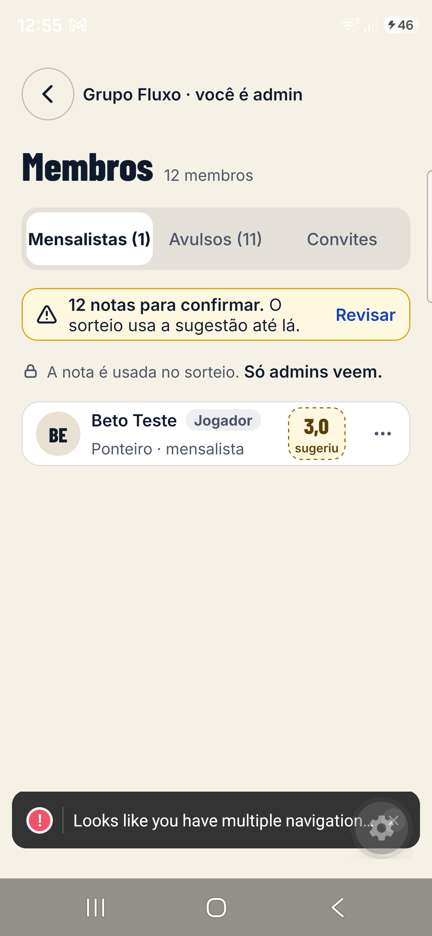 12:55
46
Grupo Fluxo · você é admin
Membros 12 membros
Mensalistas (1) Avulsos (11) Convites
12 notas para confirmar. O
sorteio usa a sugestão até lá.
Revisar
A nota é usada no sorteio. Só admins veem.
BE
Beto Teste Jogador
Ponteiro · mensalista
3,0
sugeriu
Looks like you have multiple navigation...